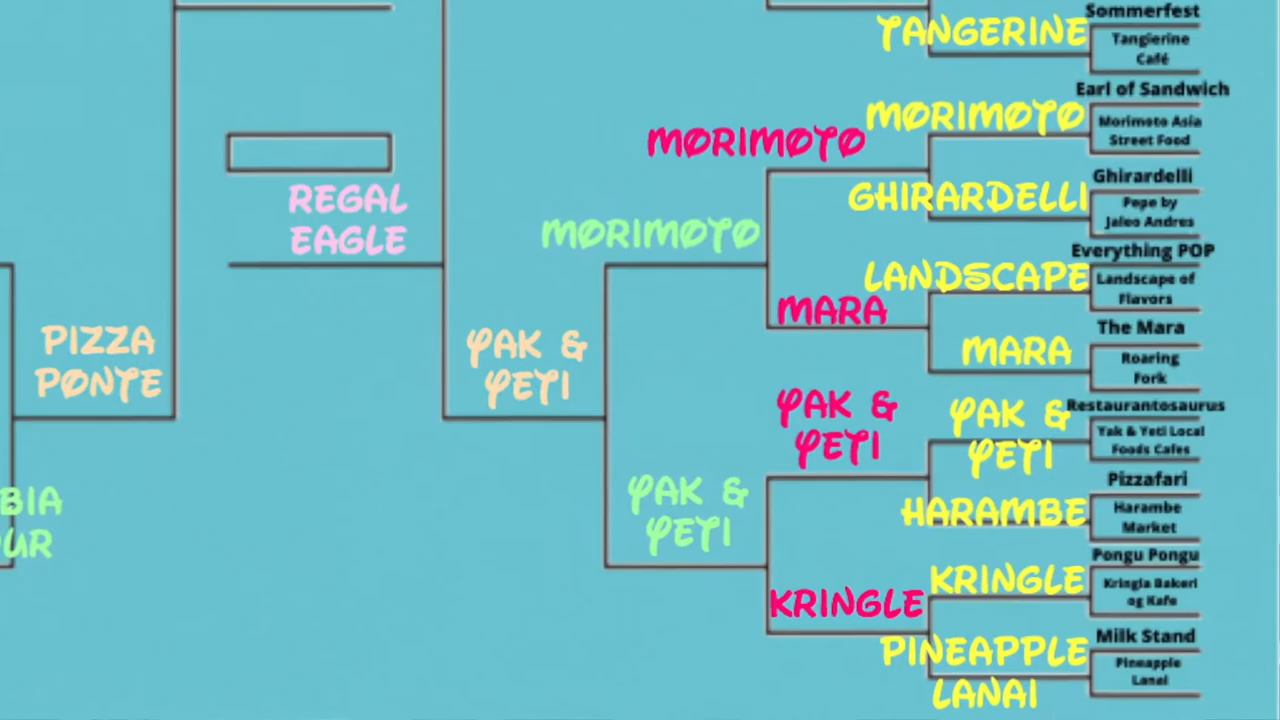 Sommerfest
TANGERINE
Tangierine
Café
Earl of Sandwich
MORIMOTO
Morimoto Asia
Street Food
MORIMOTO
Ghirardelli
GHIRARDELLI
Pepe by
Jaleo Andres
REGAL
EAGLE
MORIMOTO
Everything POP
LANDSCAPE
Landscape of
Flavors
MARA
The Mara
MARA
Roaring
Fork
PIZZA
PONTE
YAK &
YETI
YAK &
YETI
Restaurantosaurus
YAK &
YETI
Yak & Yeti Local
Foods Cafes
Pizzafari
HARAMBE
Harambe
Market
BIA
UR
YAK &
YETI
Pongu Pongu
KRINGLE
Kringla Bakeri
og Kafe
KRINGLE
Milk Stand
PINEAPPLE
LANAI
Pineapple
Lanai